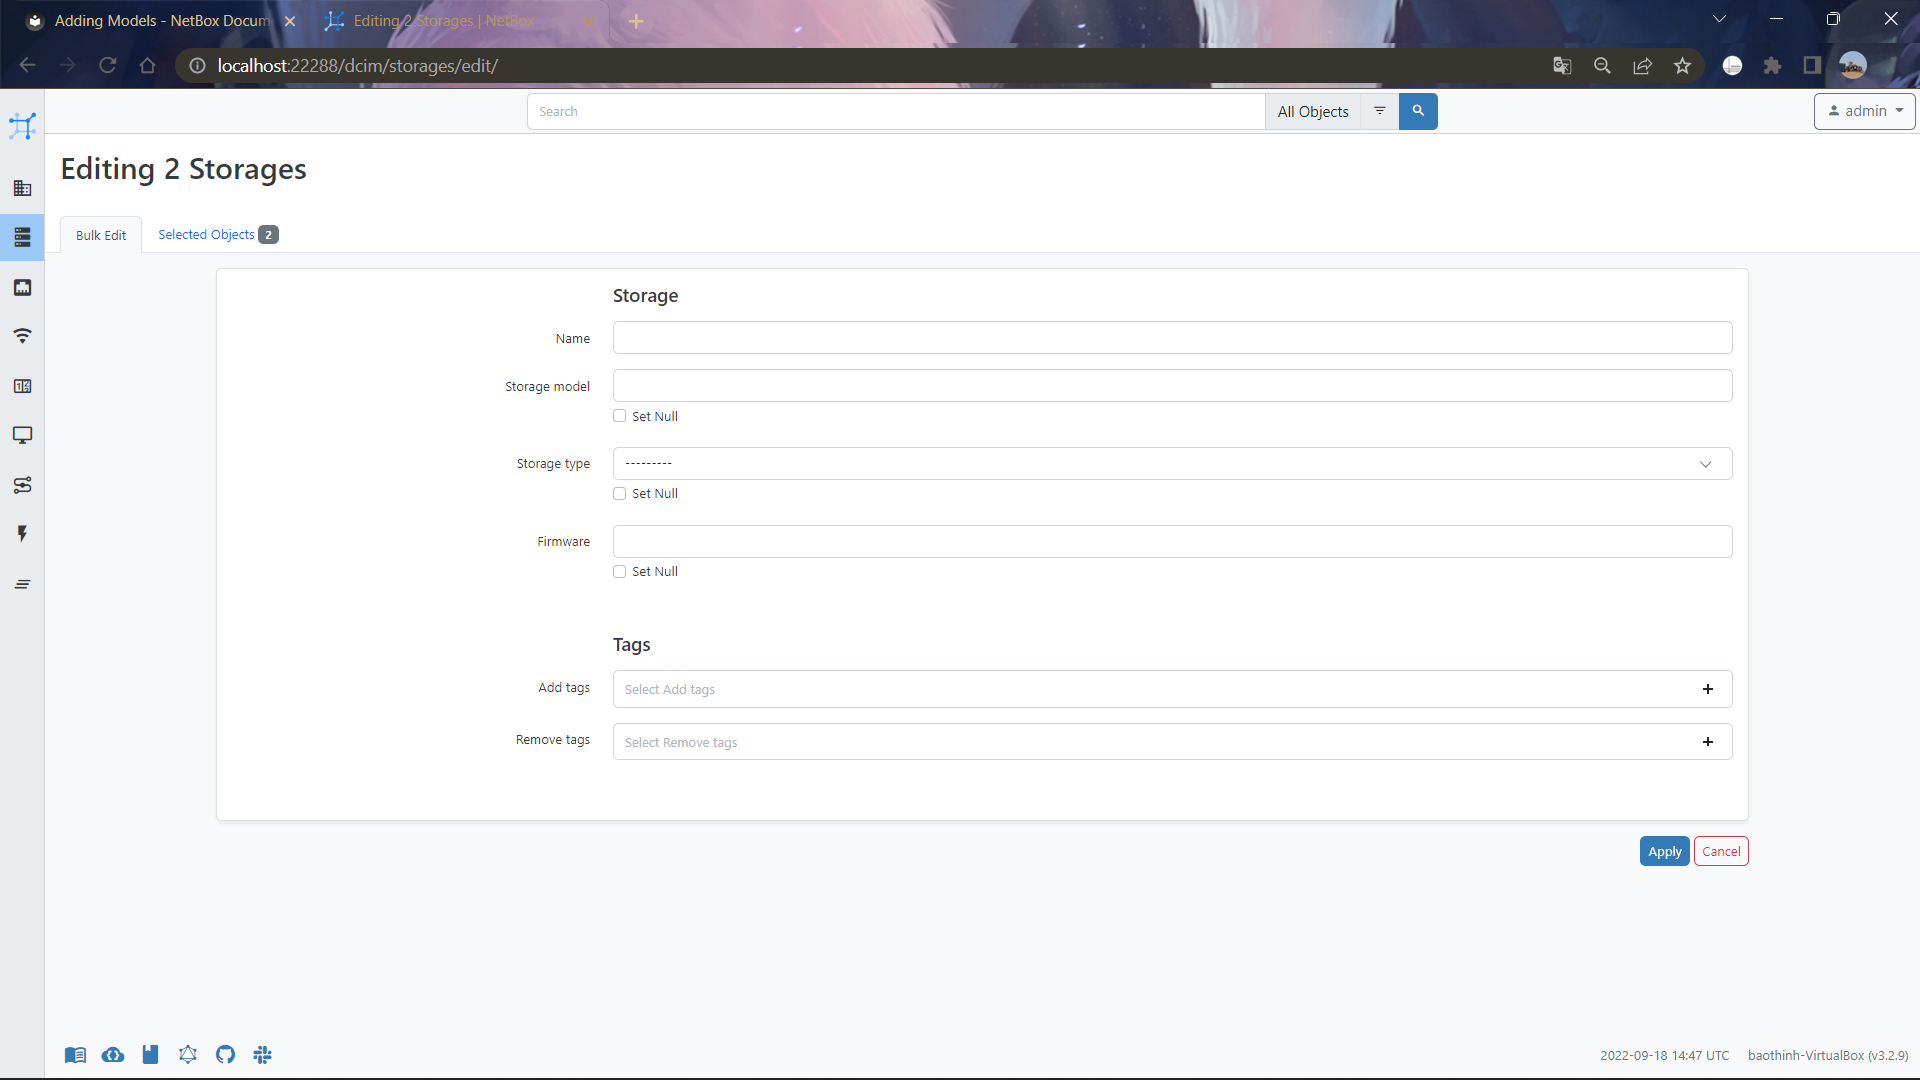 Adding Models - NetBox Docum
Editing 2 Storages | NetBox
localhost:22288/dcim/storages/edit/
Search
All Objects
admin
Editing 2 Storages
Bulk Edit
Selected Objects 2
Storage
Name
Storage model
Set Null
Storage type
---------
Set Null
Firmware
Set Null
Tags
Add tags
Select Add tags
Remove tags
Select Remove tags
Apply
Cancel
2022-09-18 14:47 UTC
baothinh-VirtualBox (v3.2.9)